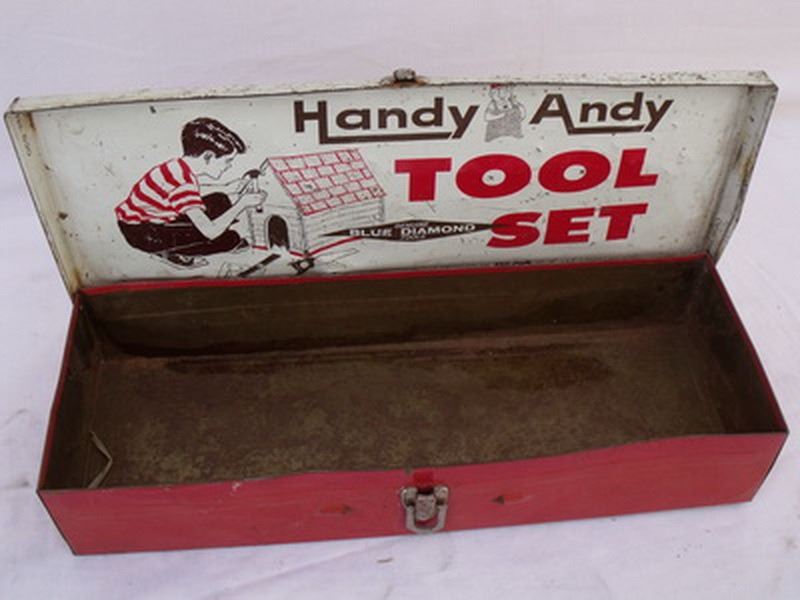 Handy Andy
TOOL
SET
BLUE DIAMOND